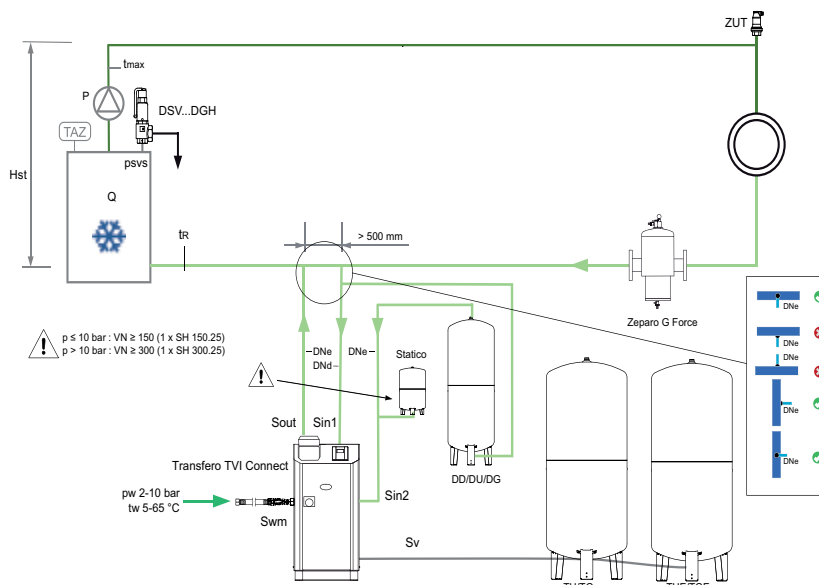 ZUT
tmax
P
DSV...DGH
TAZ
psvs
Hst
Q
tR
> 500 mm
Zeparo G Force
DNe
DNe
DNe
DNe
p ≤ 10 bar : VN ≥ 150 (1 x SH 150.25)
p > 10 bar : VN ≥ 300 (1 x SH 300.25)
DNe
DNd
DNe
Statico
Sout
Sin1
Transfero TVI Connect
DD/DU/DG
Sin2
pw 2-10 bar
tw 5-65 °C
Swm
Sv